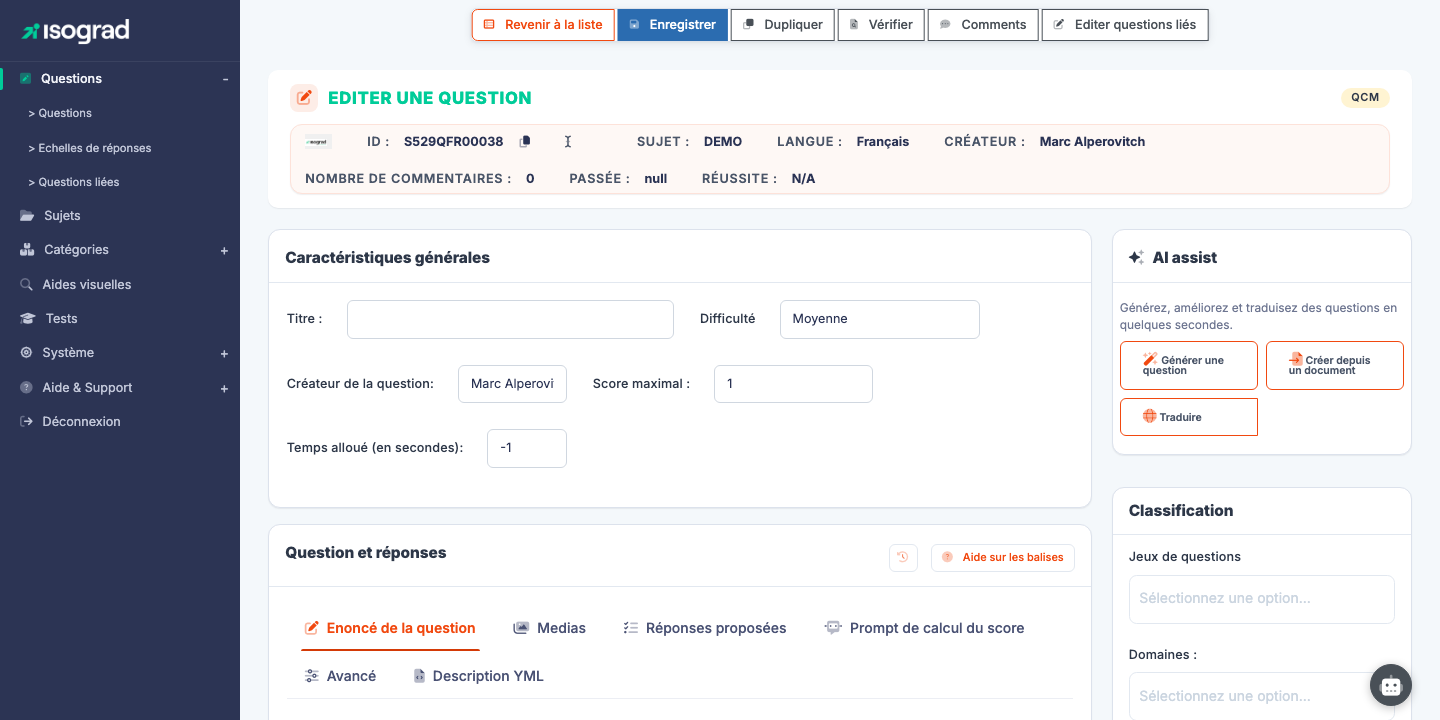 isograd
Revenir à la liste
Enregistrer
Dupliquer
Vérifier
Comments
Editer questions liés
Questions -
> Questions
> Echelles de réponses
> Questions liées
Sujets
Catégories +
Aides visuelles
Tests
Système +
Aide & Support +
Déconnexion
EDITER UNE QUESTION
QCM
isograd ID : S529QFR00038 SUJET : DEMO LANGUE : Français CRÉATEUR : Marc Alperovitch
NOMBRE DE COMMENTAIRES : 0 PASSÉE : null RÉUSSITE : N/A
Caractéristiques générales
Titre : Difficulté Moyenne
Créateur de la question: Marc Alperovi Score maximal : 1
Temps alloué (en secondes): -1
Question et réponses
Aide sur les balises
Enoncé de la question Medias Réponses proposées Prompt de calcul du score
Avancé Description YML
AI assist
Générez, améliorez et traduisez des questions en
quelques secondes.
Générer une
question
Créer depuis
un document
Traduire
Classification
Jeux de questions
Sélectionnez une option...
Domaines :
Sélectionnez une option...